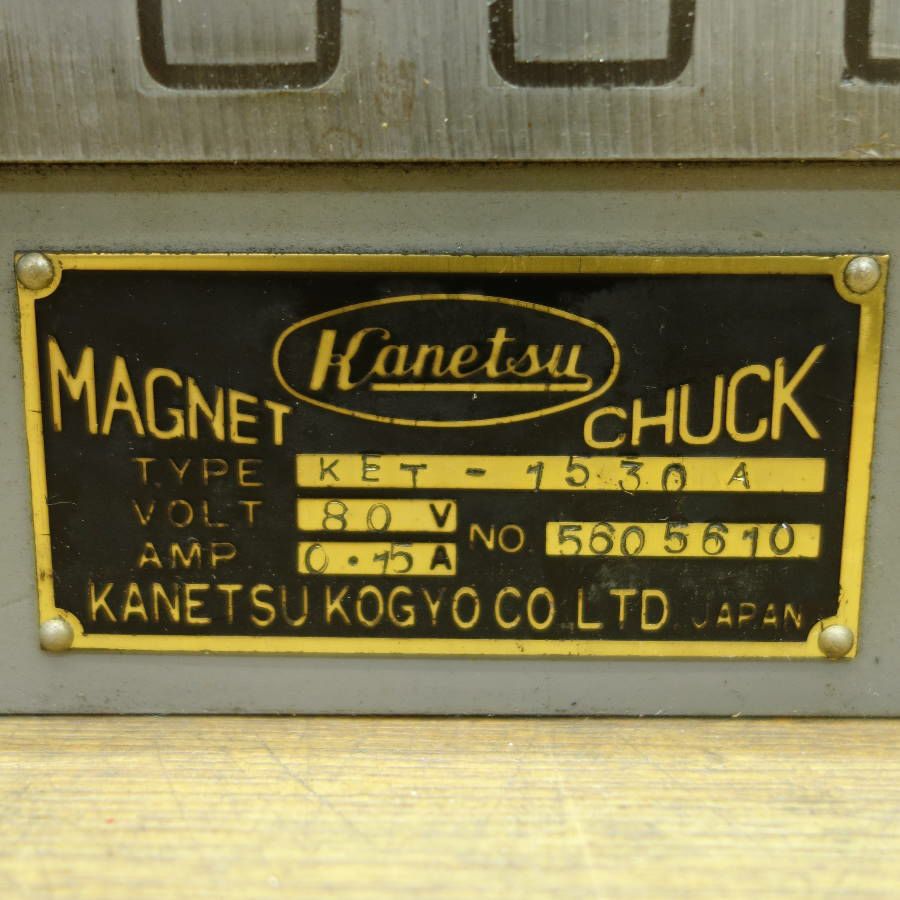 Kanetsu
MAGNET CHUCK
TYPE KET-1530A
VOLT 80 V
AMP 0.15A NO. 5605610
KANETSU KOGYO CO. LTD. JAPAN